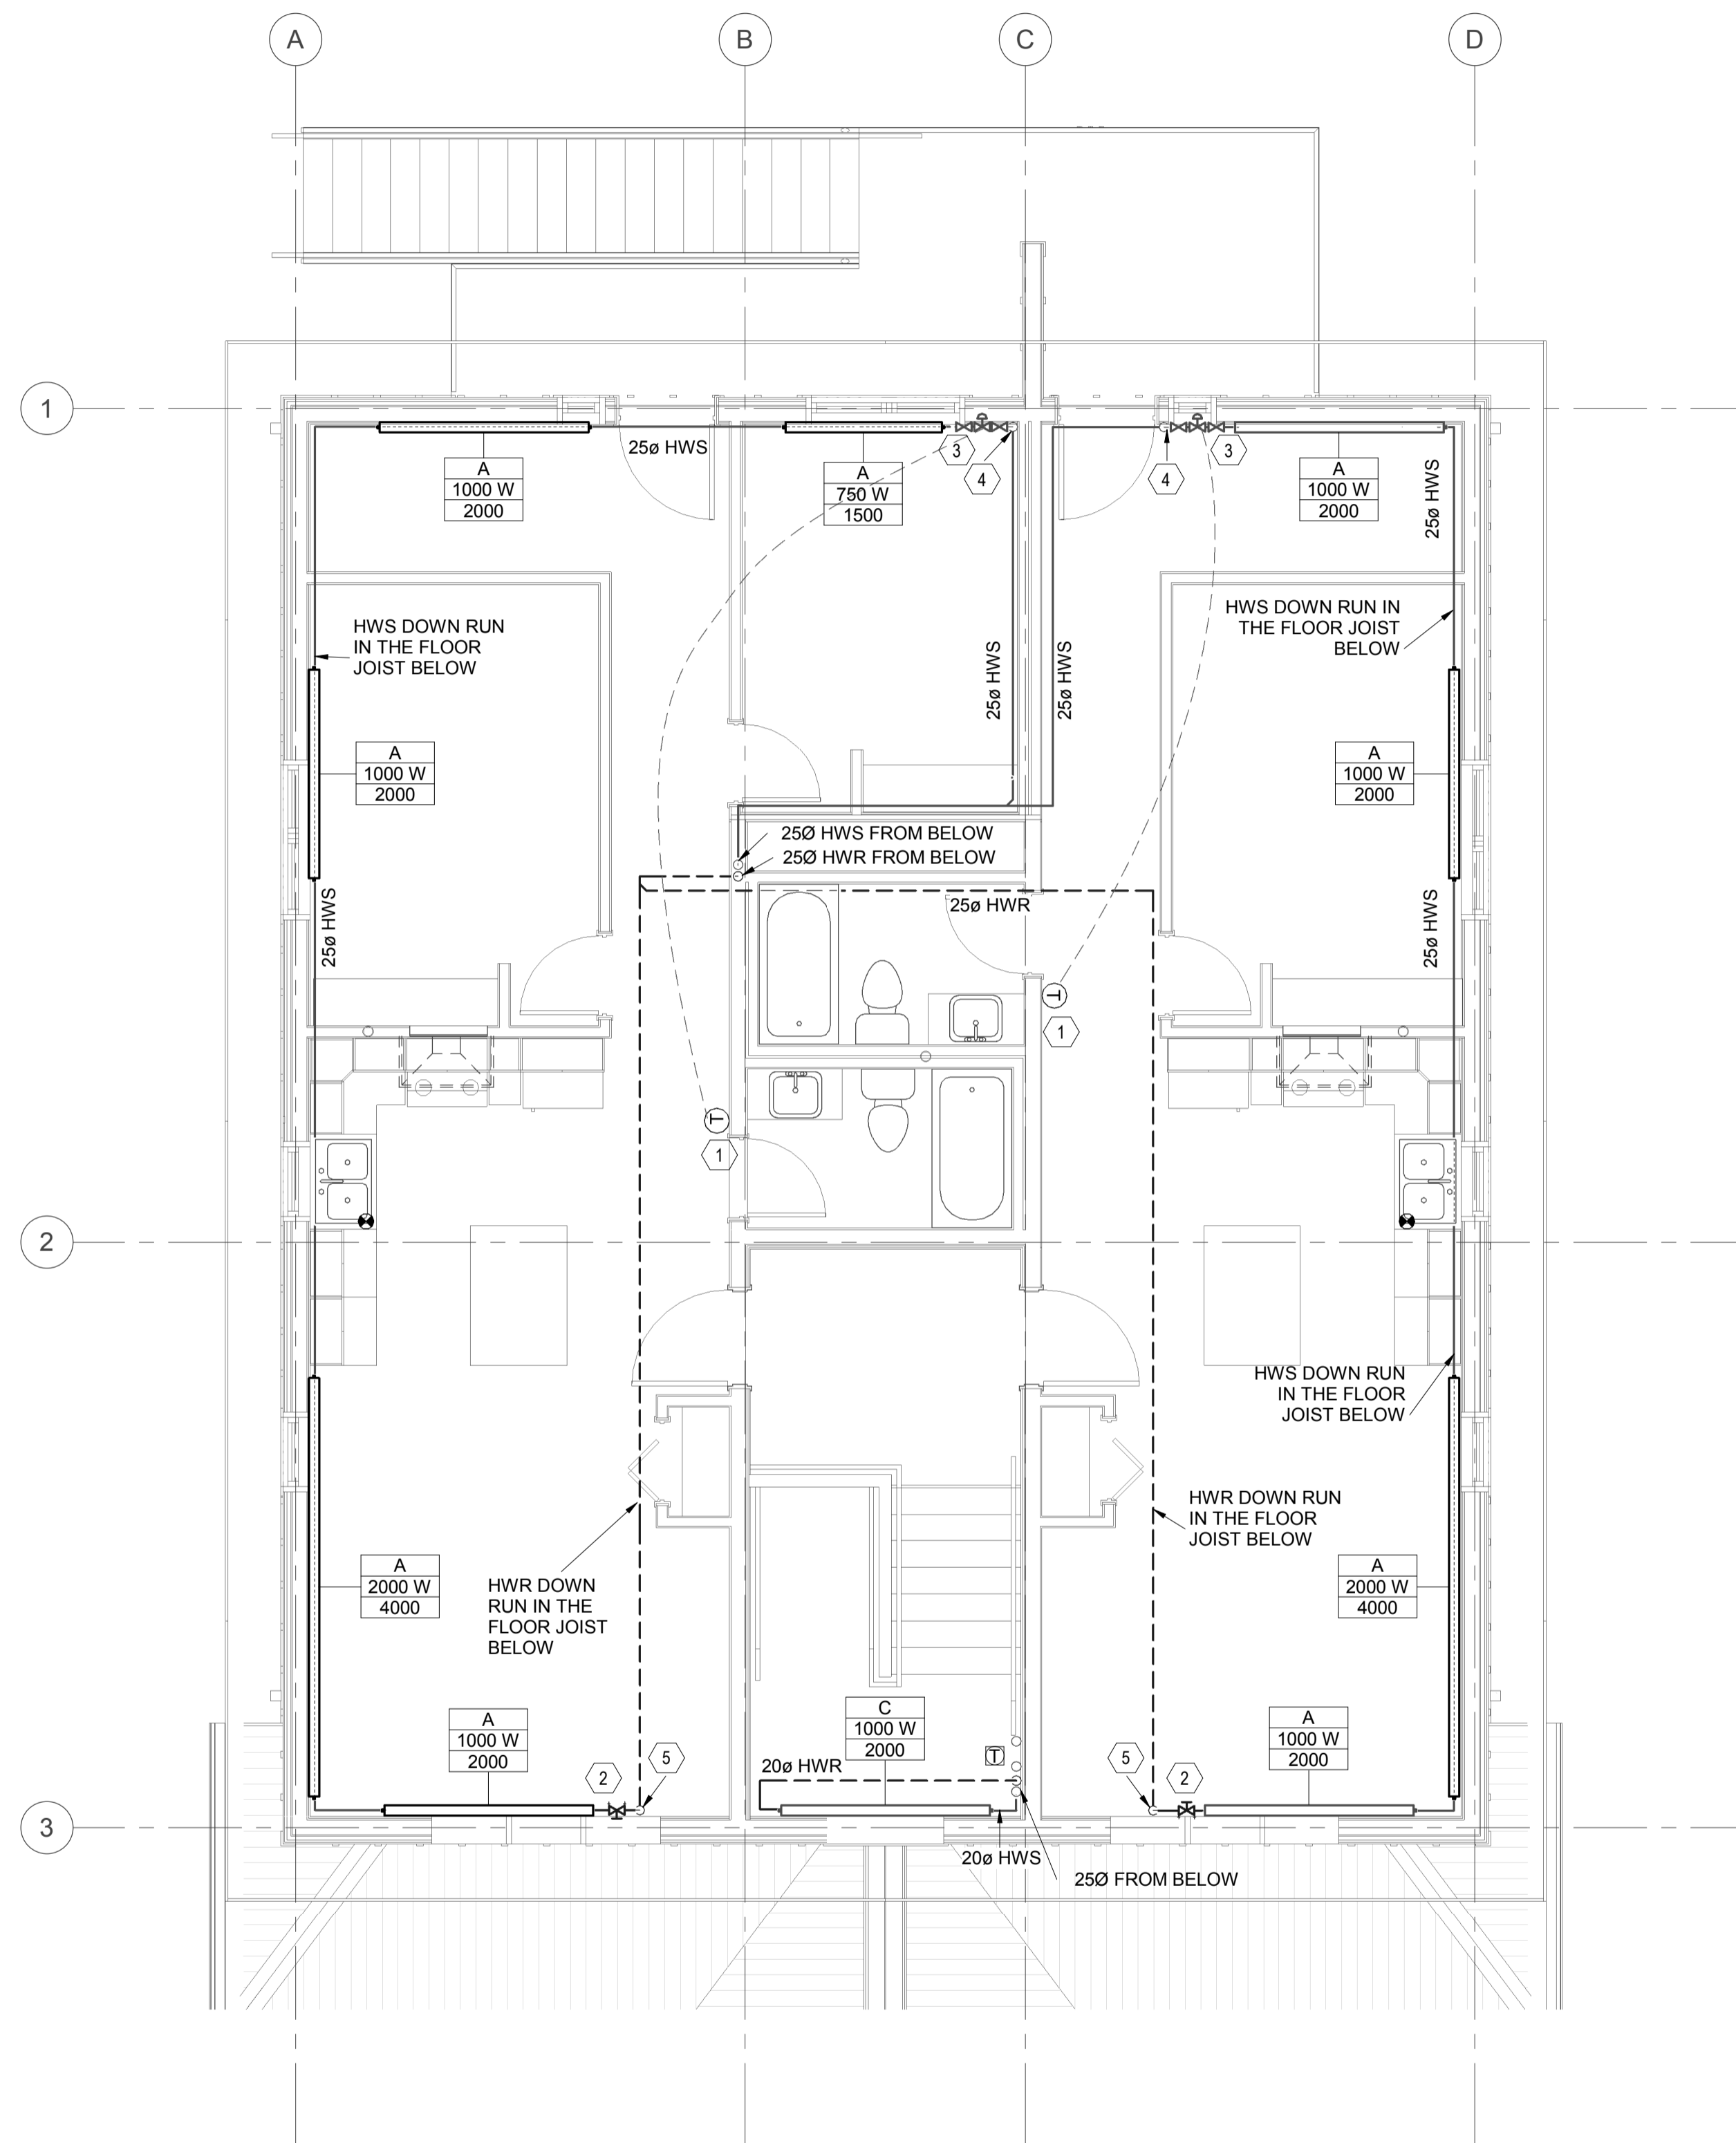 A
B
C
D
1
25ø HWS
3
4
4
3
A
1000 W
2000
A
750 W
1500
A
1000 W
2000
25ø HWS
HWS DOWN RUN
IN THE FLOOR
JOIST BELOW
HWS DOWN RUN IN
THE FLOOR JOIST
BELOW
25ø HWS
25ø HWS
A
1000 W
2000
A
1000 W
2000
25Ø HWS FROM BELOW
25Ø HWR FROM BELOW
25ø HWS
25ø HWR
25ø HWS
T
1
T
1
2
HWS DOWN RUN
IN THE FLOOR
JOIST BELOW
HWR DOWN RUN
IN THE FLOOR
JOIST BELOW
A
2000 W
4000
HWR DOWN
RUN IN THE
FLOOR JOIST
BELOW
A
2000 W
4000
A
1000 W
2000
2
5
C
1000 W
2000
20ø HWR
T
5
2
A
1000 W
2000
3
20ø HWS
25Ø FROM BELOW